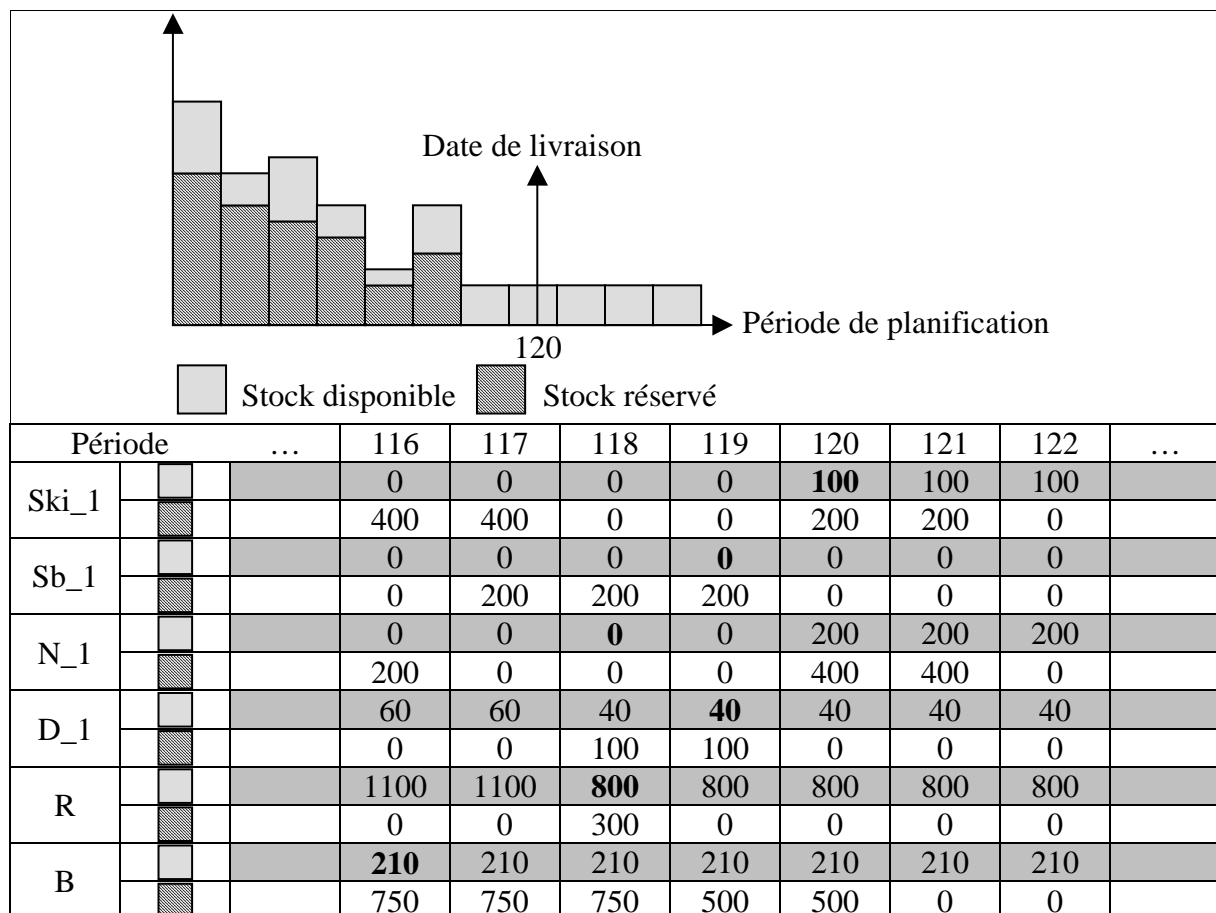 Date de livraison
Période de planification
120
Stock disponible Stock réservé
Période … 116 117 118 119 120 121 122 …
Ski_1 0 0 0 0 100 100 100
400 400 0 0 200 200 0
Sb_1 0 0 0 0 0 0 0
0 200 200 200 0 0 0
N_1 0 0 0 0 200 200 200
200 0 0 0 400 400 0
D_1 60 60 40 40 40 40 40
0 0 100 100 0 0 0
R 1100 1100 800 800 800 800 800
0 0 300 0 0 0 0
B 210 210 210 210 210 210 210
750 750 750 500 500 0 0